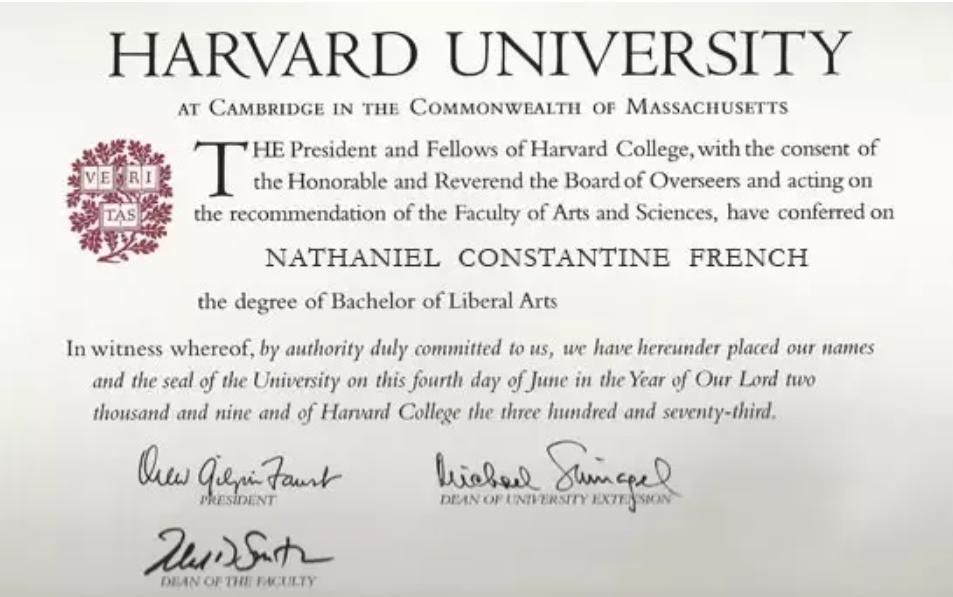 HARVARD UNIVERSITY
AT CAMBRIDGE IN THE COMMONWEALTH OF MASSACHUSETTS
VE RI
TAS
THE President and Fellows of Harvard College, with the consent of
the Honorable and Reverend the Board of Overseers and acting on
the recommendation of the Faculty of Arts and Sciences, have conferred on
NATHANIEL CONSTANTINE FRENCH
the degree of Bachelor of Liberal Arts
In witness whereof, by authority duly committed to us, we have hereunder placed our names
and the seal of the University on this fourth day of June in the Year of Our Lord two
thousand and nine and of Harvard College the three hundred and seventy-third.
Drew Gilpin Faust
PRESIDENT
Michael Shinagel
DEAN OF UNIVERSITY EXTENSION
Smith
DEAN OF THE FACULTY